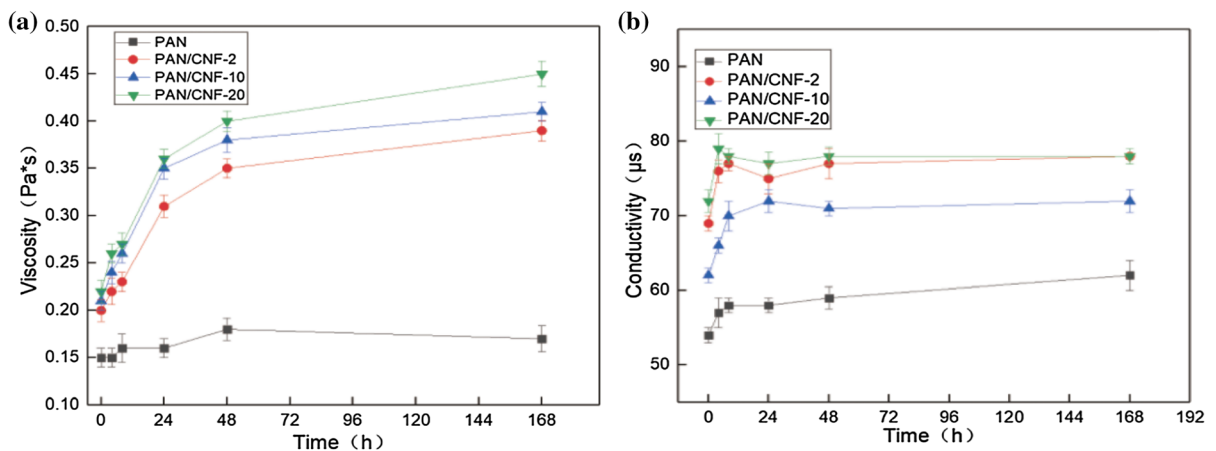 (a)
0.50
0.45
0.40
0.35
0.30
0.25
0.20
0.15
0.10
Viscosity（Pa*s）
PAN
PAN/CNF-2
PAN/CNF-10
PAN/CNF-20
0 24 48 72 96 120 144 168
Time（h）
(b)
90
80
70
60
50
Conductivity（μs）
PAN
PAN/CNF-2
PAN/CNF-10
PAN/CNF-20
0 24 48 72 96 120 144 168 192
Time（h）